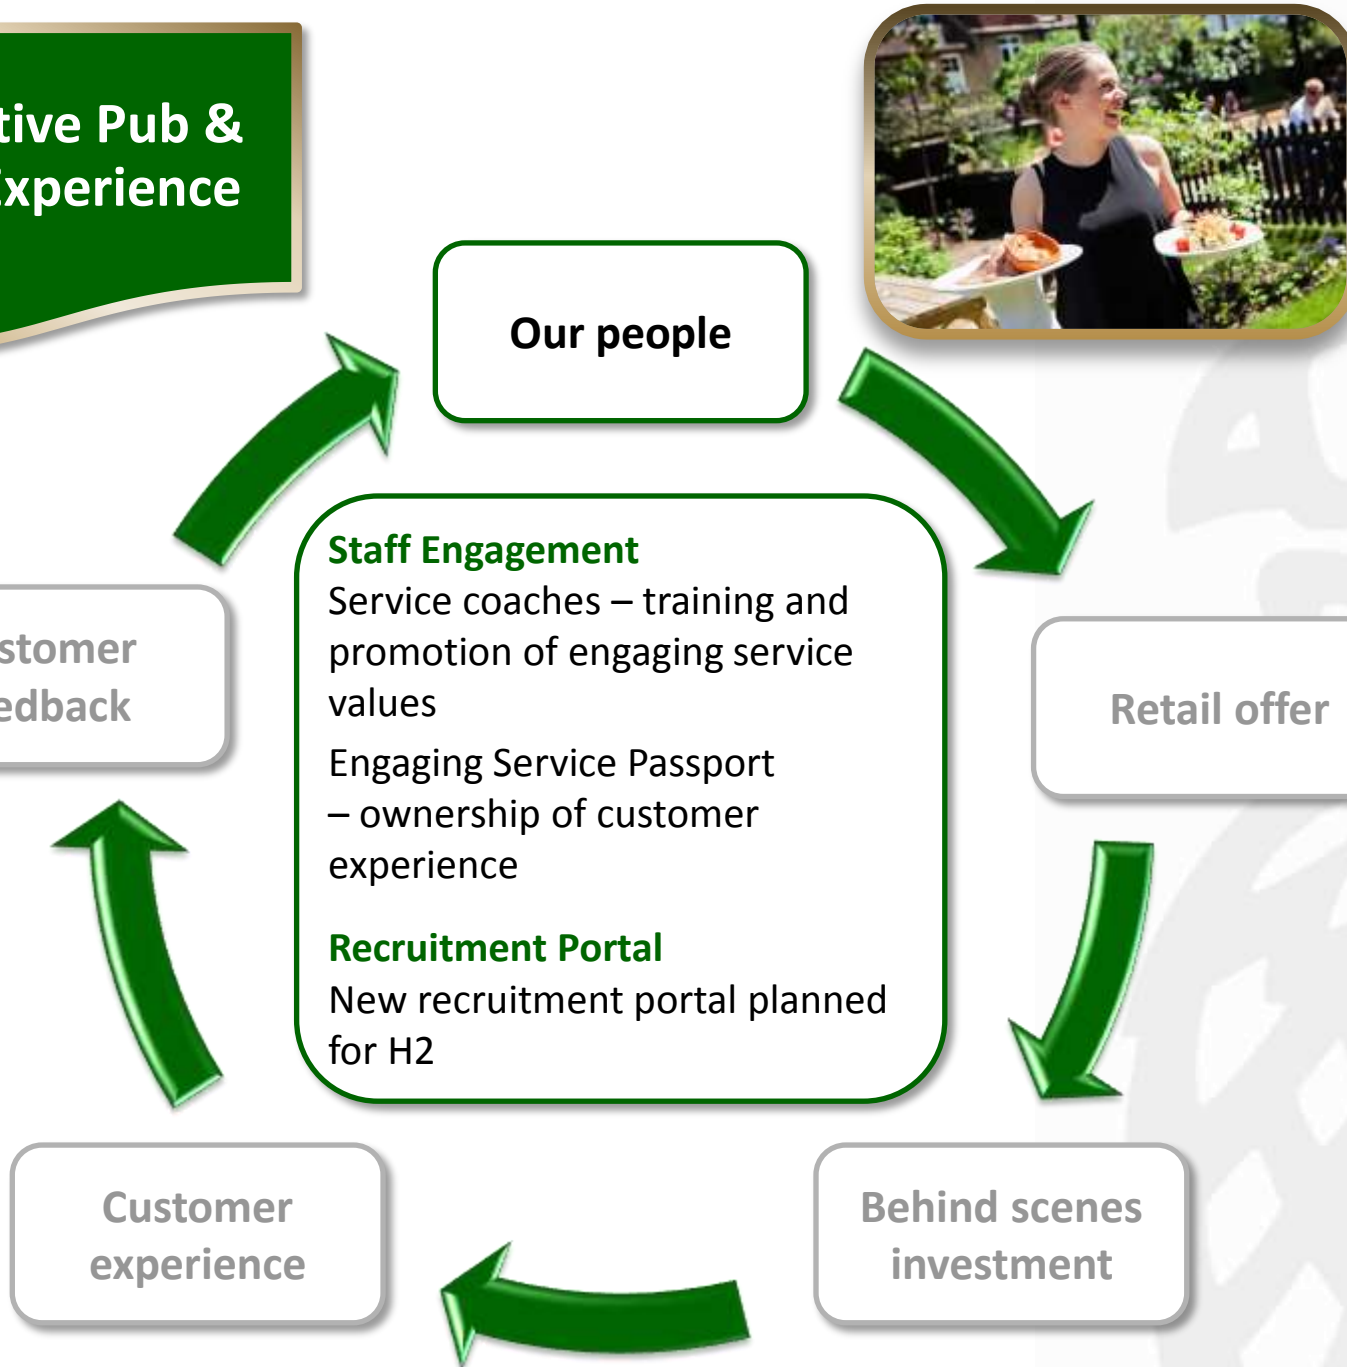 tive Pub &
Experience
Our people
Staff Engagement
Service coaches – training and
promotion of engaging service
values
Engaging Service Passport
– ownership of customer
experience
Recruitment Portal
New recruitment portal planned
for H2
Retail offer
Behind scenes
investment
Customer
experience
stomer
edback